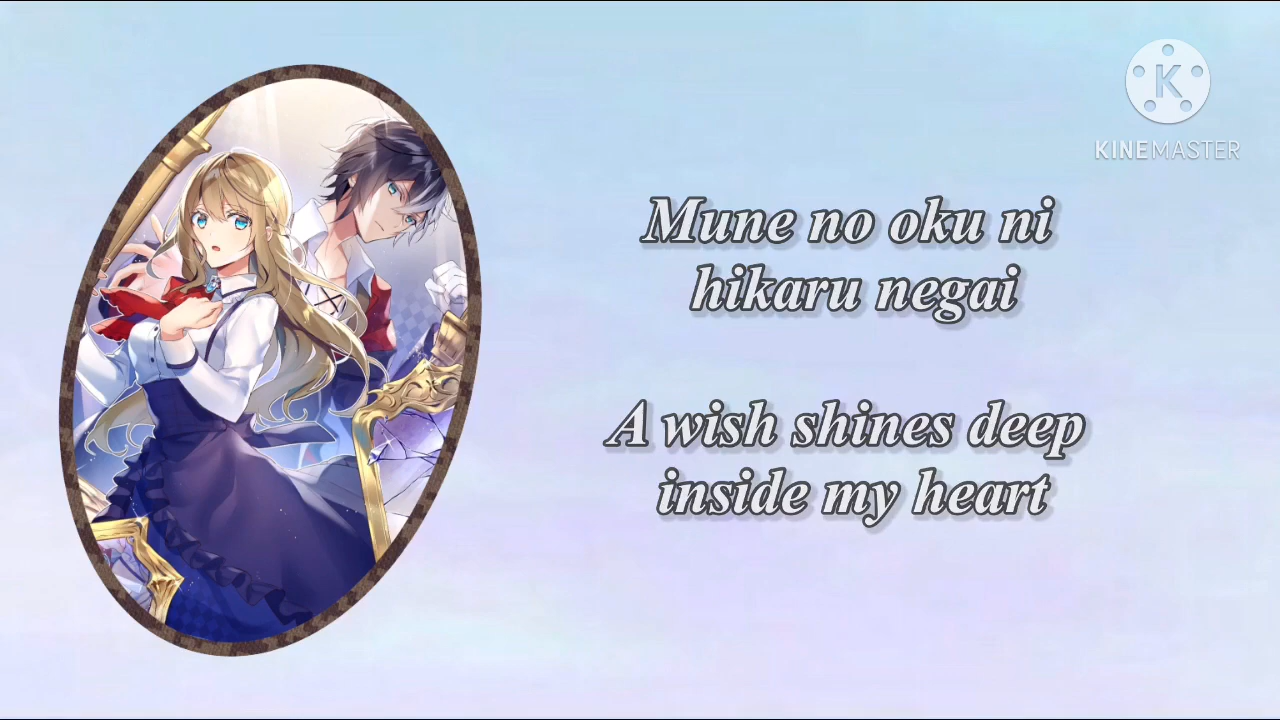 K
KINEMASTER
Mune no oku ni
hikaru negai
A wish shines deep
inside my heart